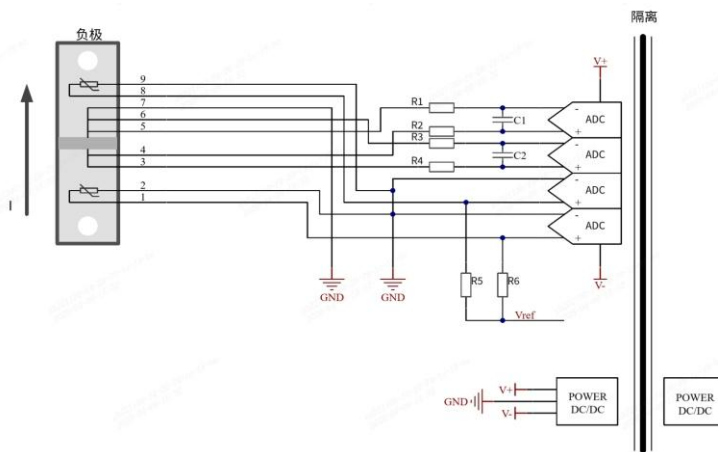 隔离
负极
V+
9
8
7
6
5
4
3
2
1
R1
R2
R3
R4
C1
C2
-
+
ADC
-
+
ADC
-
+
ADC
-
+
ADC
I
R5
R6
GND
GND
V-
Vref
V+
GND
V-
POWER
DC/DC
POWER
DC/DC